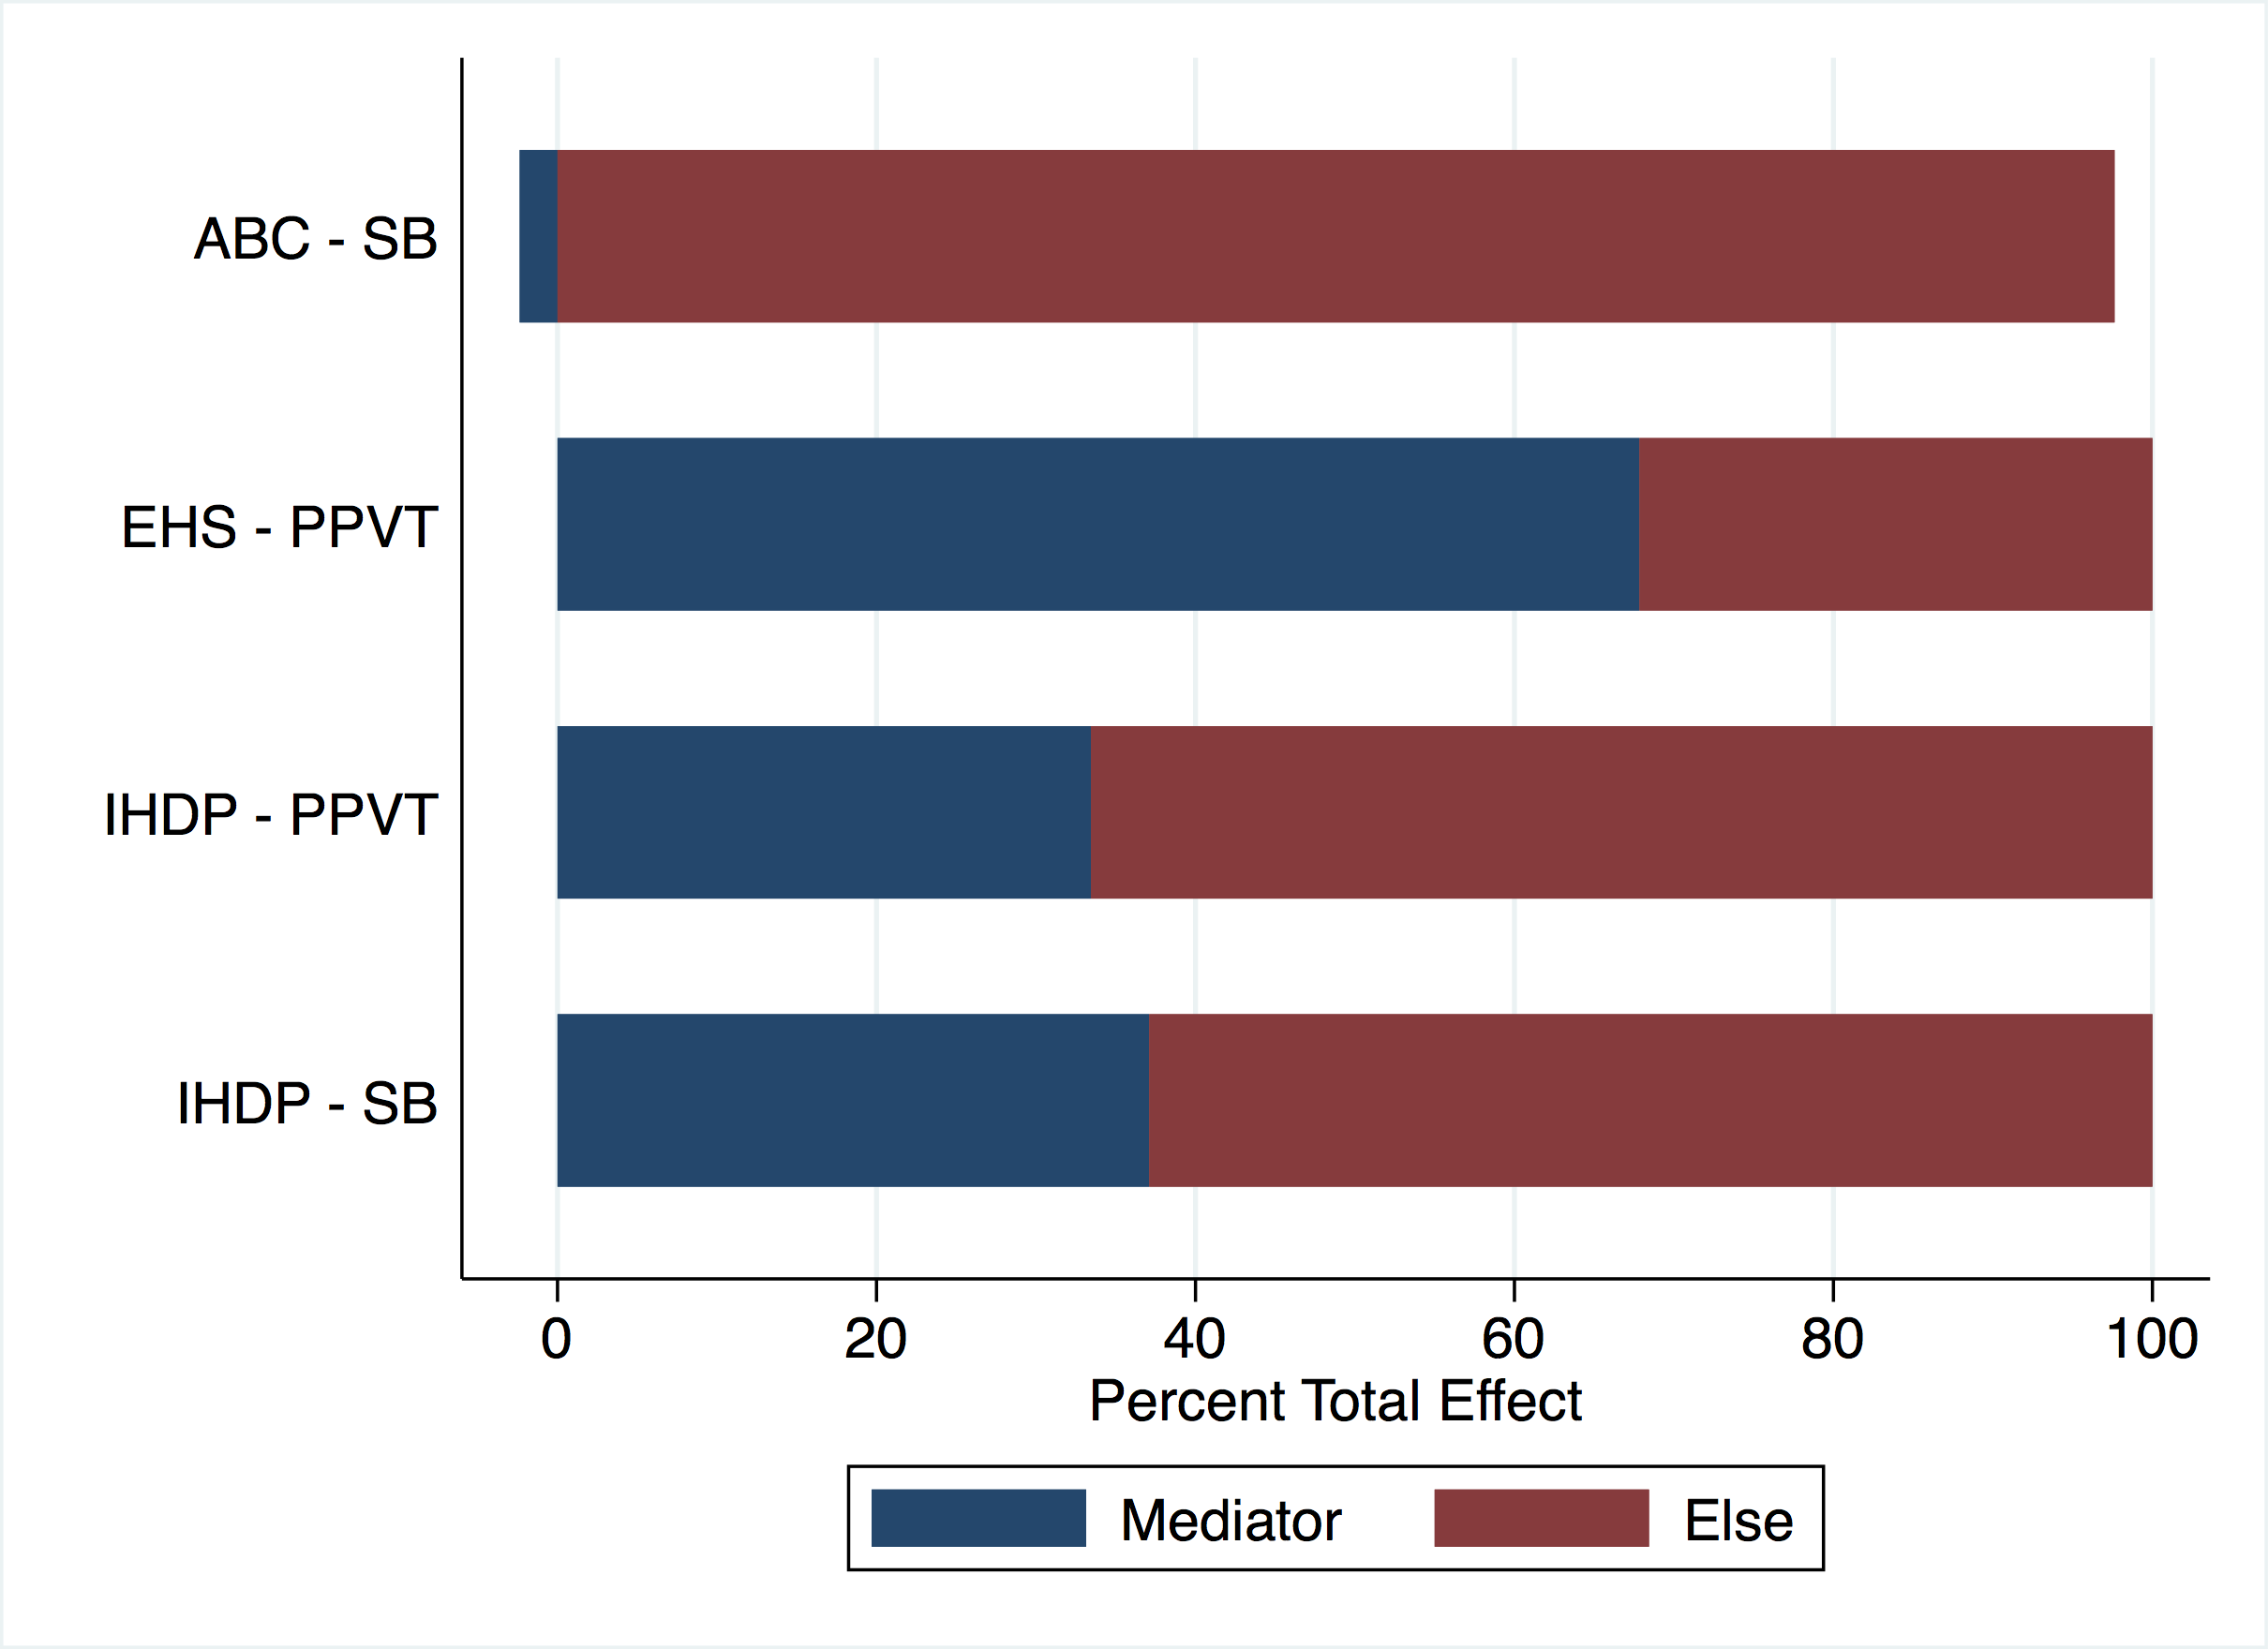 ABC - SB
EHS - PPVT
IHDP - PPVT
IHDP - SB
0 20 40 60 80 100
Percent Total Effect
Mediator Else